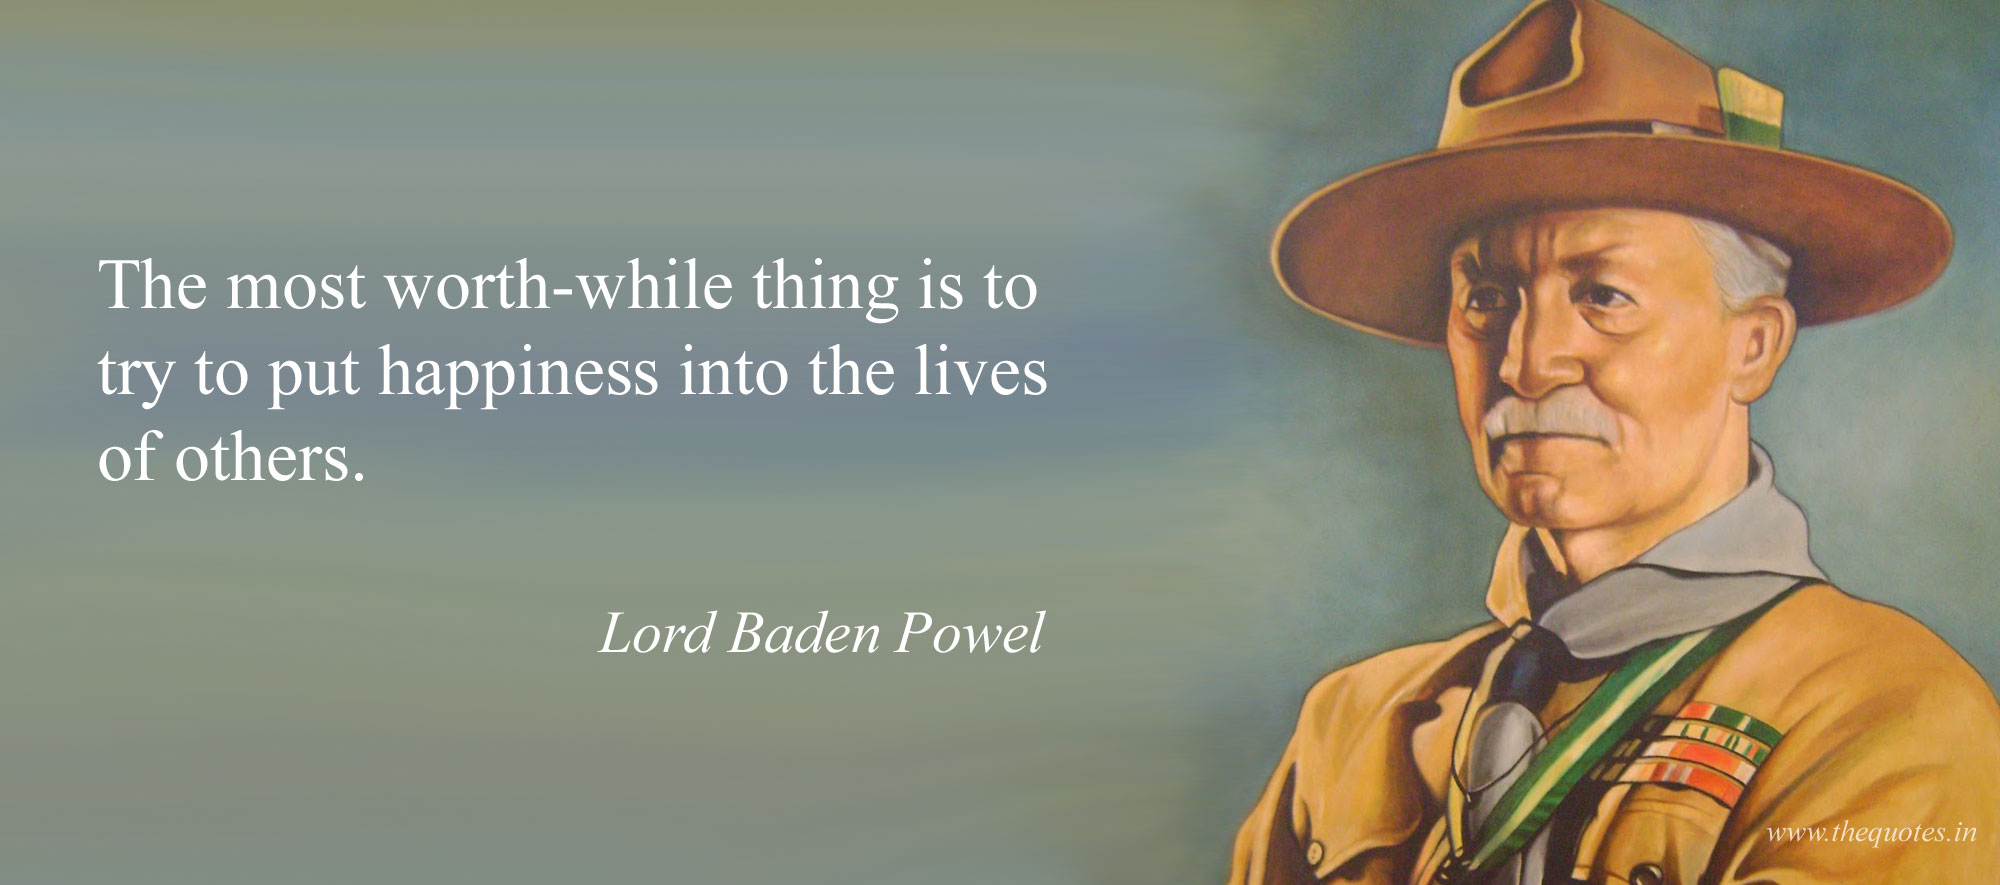 The most worth-while thing is to
try to put happiness into the lives
of others.
Lord Baden Powel
www.thequotes.in